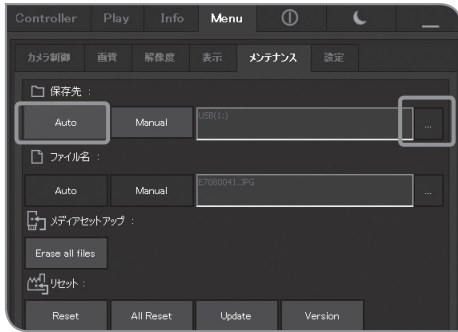 Controller Play Info Menu
カメラ制御 画質 解像度 表示 メンテナンス 設定
保存先 :
Auto Manual USB(1:) ...
ファイル名 :
Auto Manual E7080041.JPG ...
メディアセットアップ :
Erase all files
リセット :
Reset All Reset Update Version